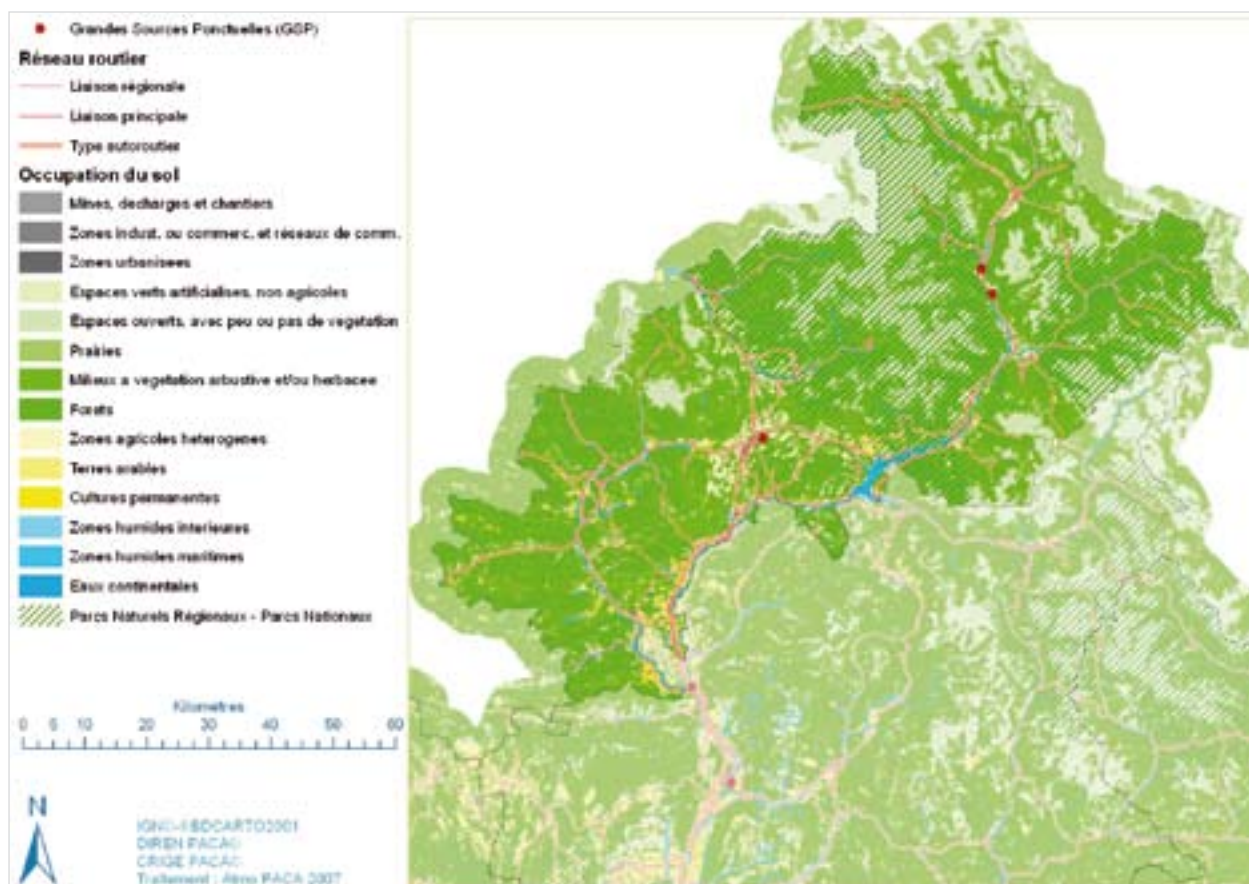 Grandes Sources Ponctuelles (GSP)
Réseau routier
Liaison régionale
Liaison principale
Type autoroutier
Occupation du sol
Mines, decharges et chantiers
Zones indust. ou commerc. et réseaux de comm.
Zones urbanisees
Espaces verts artificialises, non agricoles
Espaces ouverts, avec peu ou pas de vegetation
Prairies
Milieux a vegetation arbustive et/ou herbacee
Forets
Zones agricoles heterogenes
Terres arables
Cultures permanentes
Zones humides interieures
Zones humides maritimes
Eaux continentales
Parcs Naturels Régionaux - Parcs Nationaux
Kilometres
0 5 10 20 30 40 50 60
N
DIREN PACA
CRIGE PACA
Traitement : Atmo PACA 2007